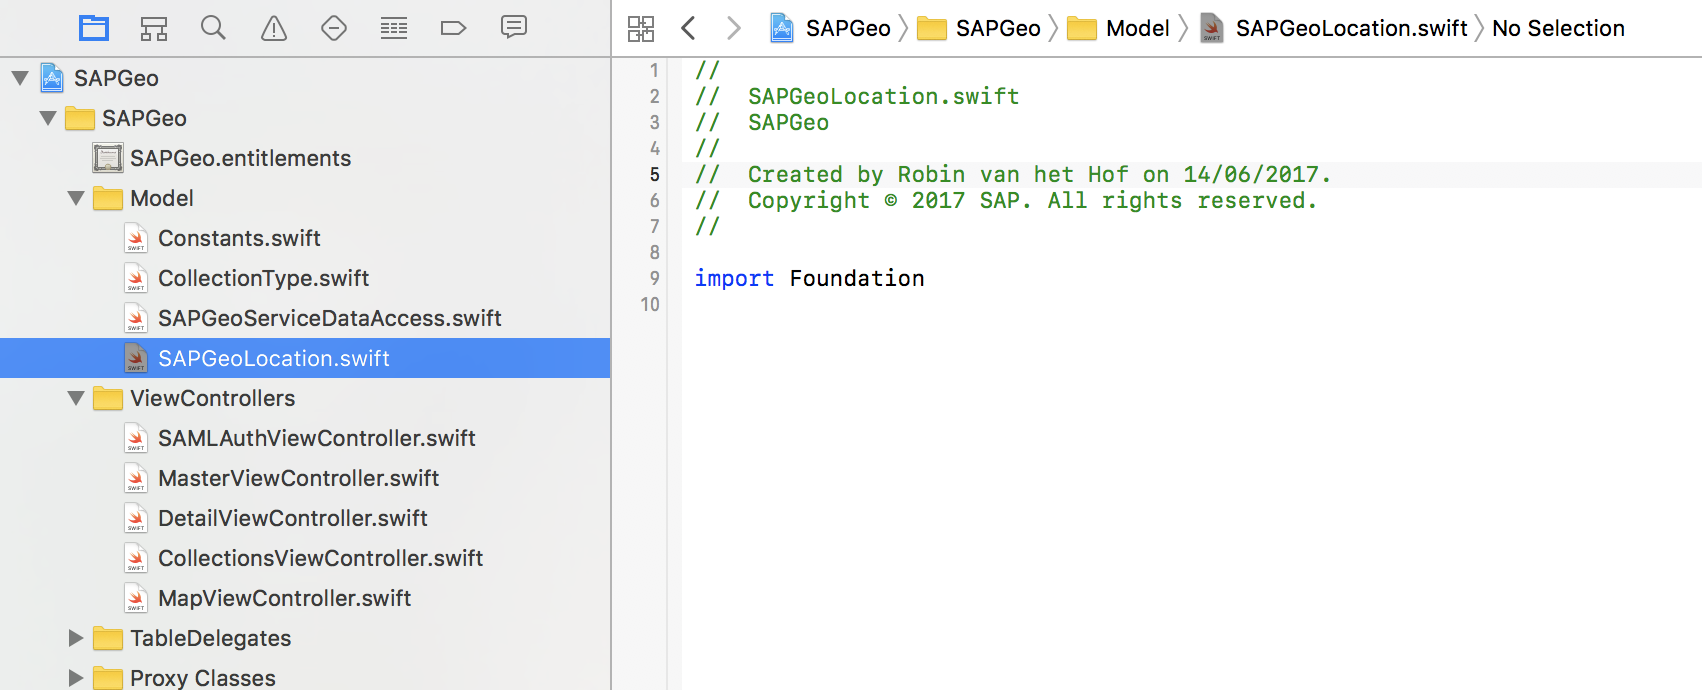 SAPGeo
SAPGeo
SAPGeo.entitlements
Model
Constants.swift
CollectionType.swift
SAPGeoServiceDataAccess.swift
SAPGeoLocation.swift
ViewControllers
SAMLAuthViewController.swift
MasterViewController.swift
DetailViewController.swift
CollectionsViewController.swift
MapViewController.swift
TableDelegates
Proxy Classes
SAPGeo SAPGeo Model SAPGeoLocation.swift No Selection
1 //
2 // SAPGeoLocation.swift
3 // SAPGeo
4 //
5 // Created by Robin van het Hof on 14/06/2017.
6 // Copyright © 2017 SAP. All rights reserved.
7 //
8
9 import Foundation
10